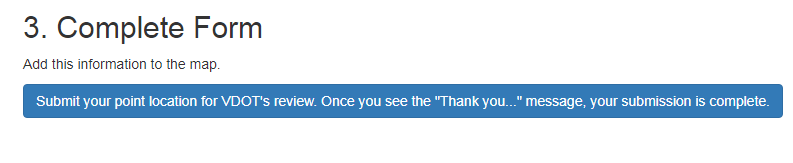 3. Complete Form
Add this information to the map.
Submit your point location for VDOT's review. Once you see the "Thank you..." message, your submission is complete.